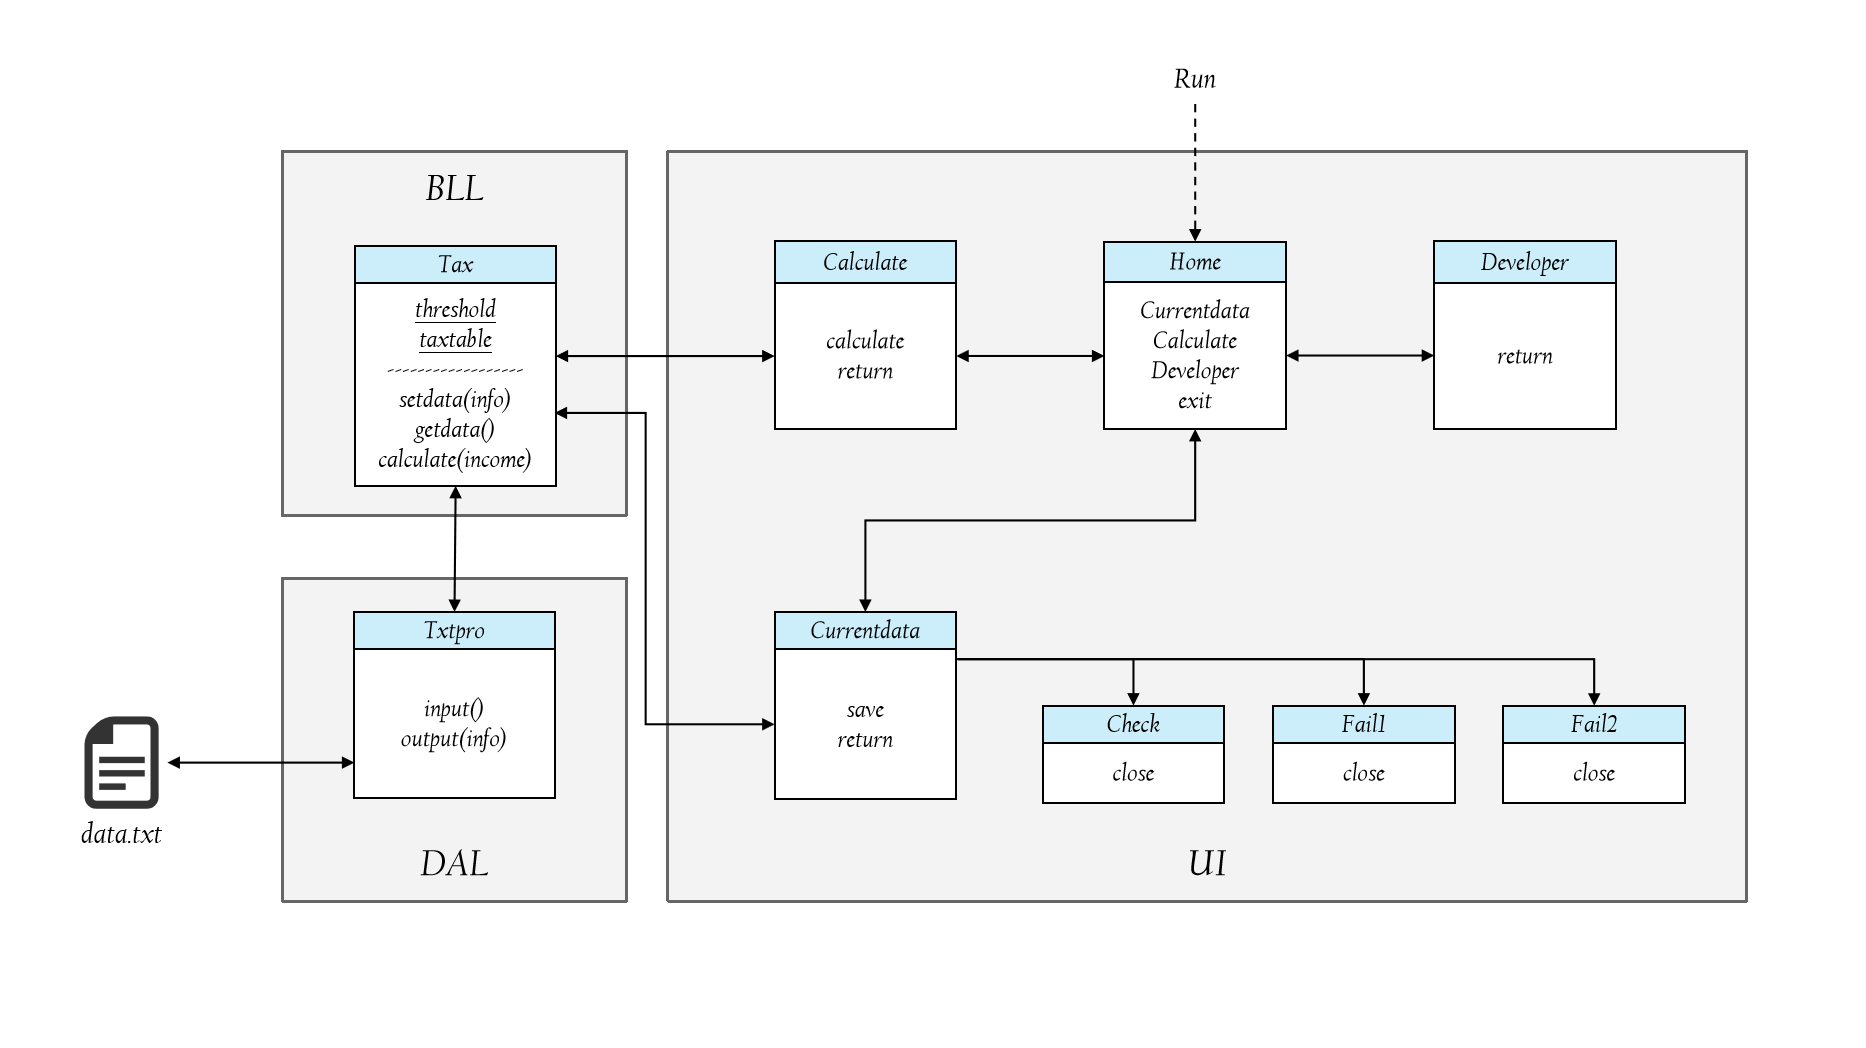 Run
BLL
Tax
threshold
taxtable
------------------
setdata(info)
getdata()
calculate(income)
Calculate
calculate
return
Home
Currentdata
Calculate
Developer
exit
Developer
return
Txtpro
input()
output(info)
DAL
data.txt
Currentdata
save
return
Check
close
Fail1
close
Fail2
close
UI